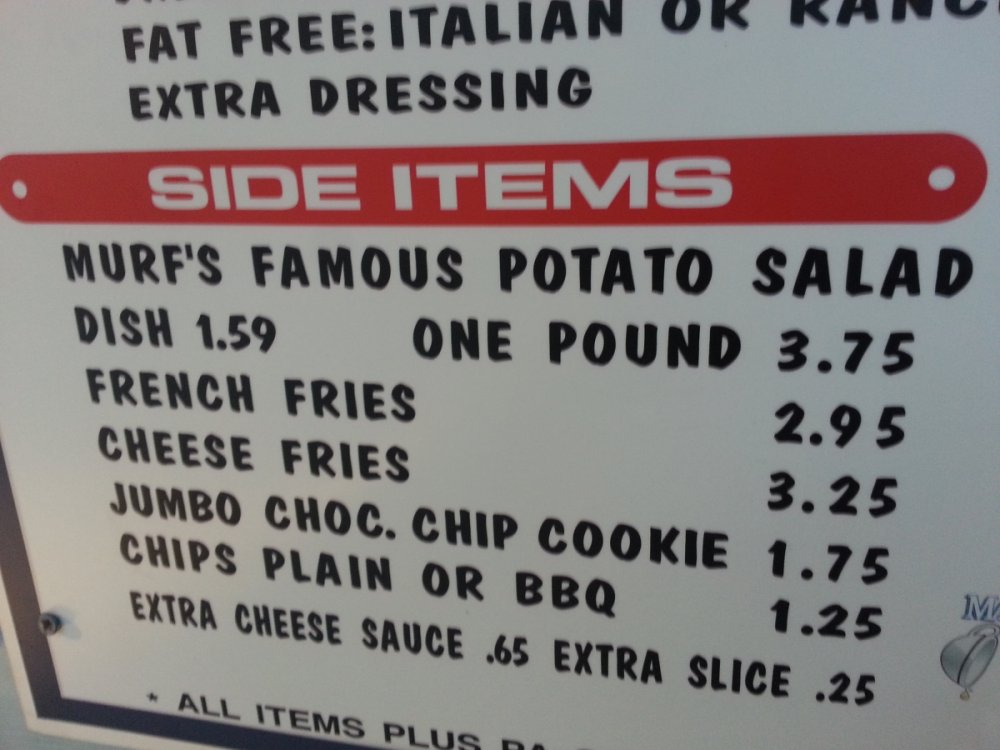 FAT FREE: ITALIAN OR RANC
EXTRA DRESSING
SIDE ITEMS
MURF'S FAMOUS POTATO SALAD
DISH 1.59 ONE POUND 3.75
FRENCH FRIES 2.95
CHEESE FRIES 3.25
JUMBO CHOC. CHIP COOKIE 1.75
CHIPS PLAIN OR BBQ 1.25
EXTRA CHEESE SAUCE .65 EXTRA SLICE .25
* ALL ITEMS PLUS